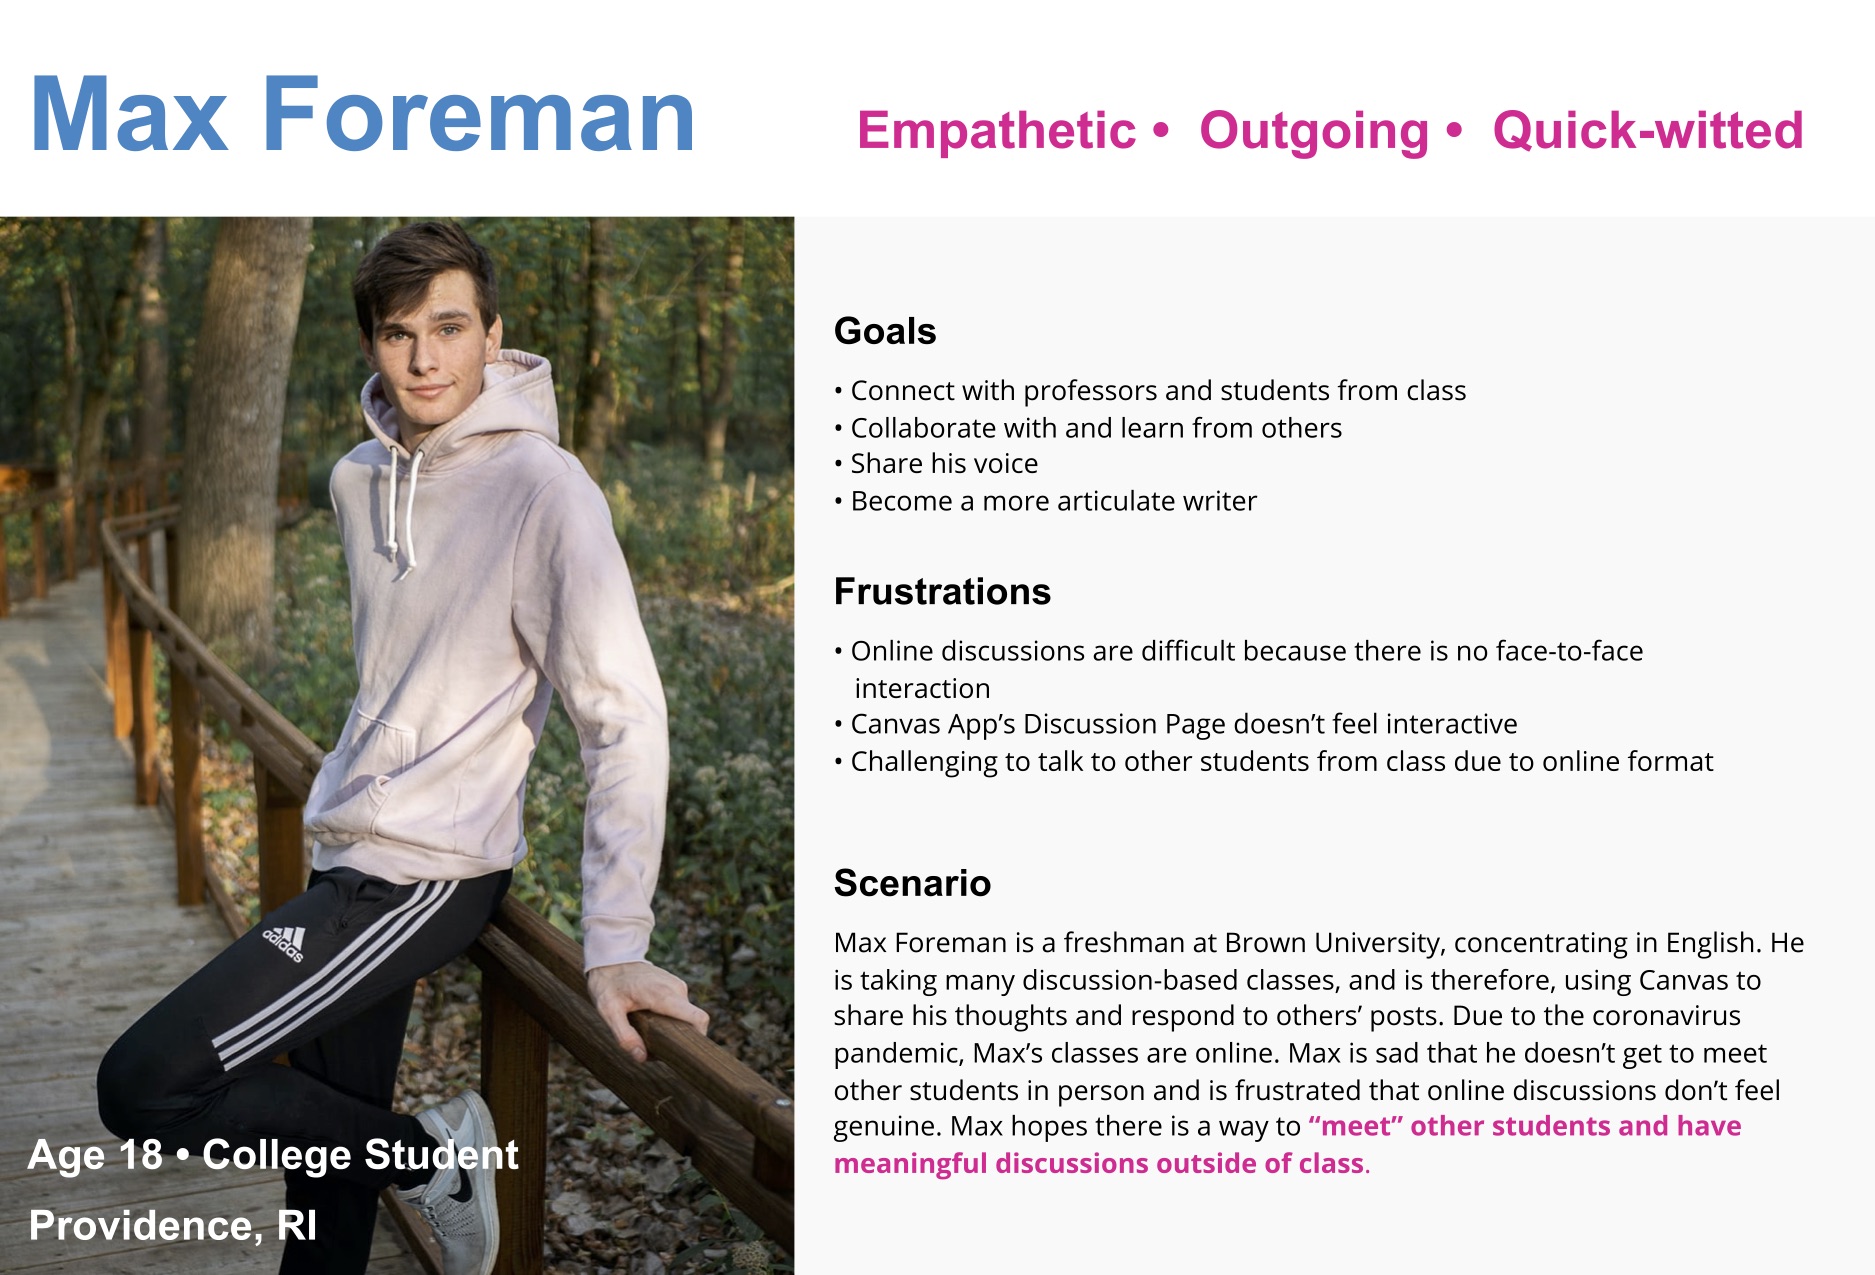 Max Foreman
Empathetic • Outgoing • Quick-witted
Goals
• Connect with professors and students from class
• Collaborate with and learn from others
• Share his voice
• Become a more articulate writer
Frustrations
• Online discussions are difficult because there is no face-to-face
interaction
• Canvas App’s Discussion Page doesn’t feel interactive
• Challenging to talk to other students from class due to online format
Scenario
Max Foreman is a freshman at Brown University, concentrating in English. He
is taking many discussion-based classes, and is therefore, using Canvas to
share his thoughts and respond to others’ posts. Due to the coronavirus
pandemic, Max’s classes are online. Max is sad that he doesn’t get to meet
other students in person and is frustrated that online discussions don’t feel
genuine. Max hopes there is a way to “meet” other students and have
meaningful discussions outside of class.
adidas
Age 18 • College Student
Providence, RI